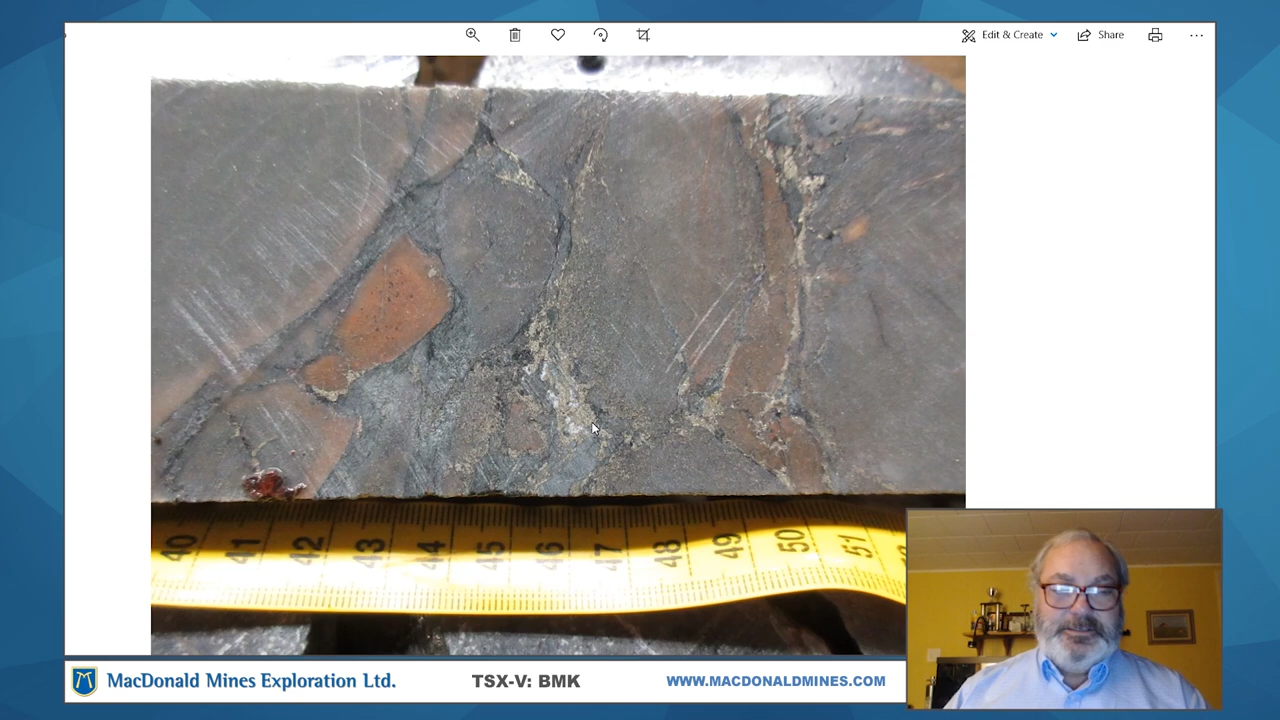 Edit & Create
Share
40 41 42 43 44 45 46 47 48 49 50 51
MacDonald Mines Exploration Ltd.
TSX-V: BMK
WWW.MACDONALDMINES.COM